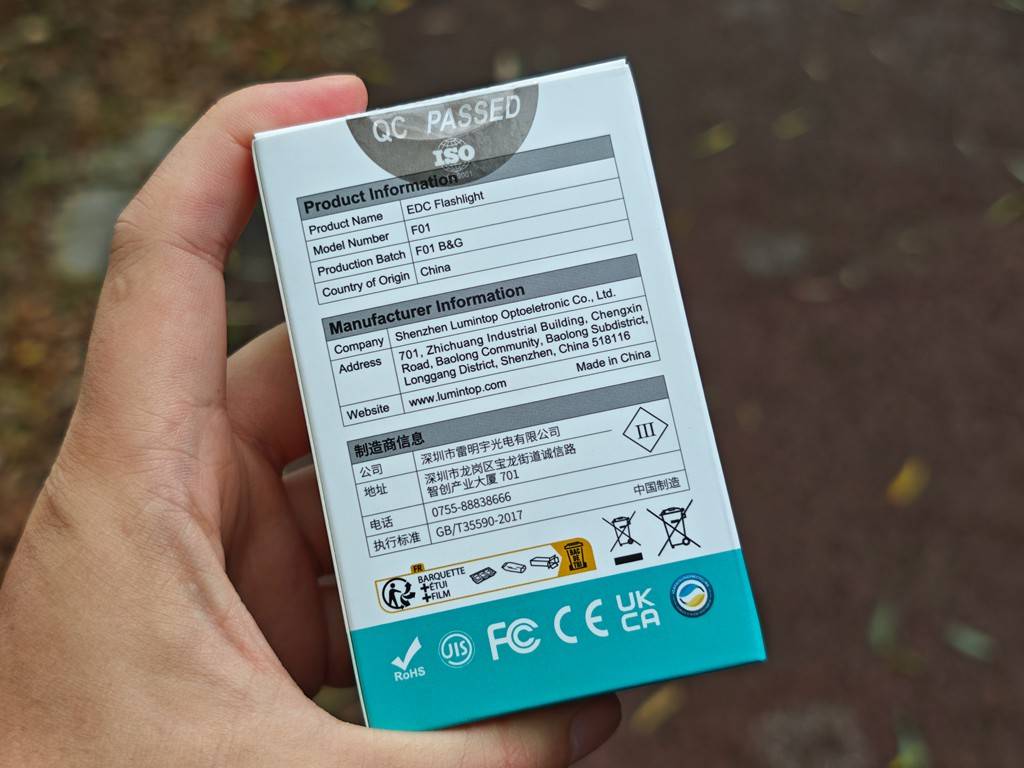 QC PASSED
ISO
9001
Product Information
Product Name EDC Flashlight
Model Number F01
Production Batch F01 B&G
Country of Origin China
Manufacturer Information
Company Shenzhen Lumintop Optoeletronic Co., Ltd.
Address 701, Zhichuang Industrial Building, Chengxin
Road, Baolong Community, Baolong Subdistrict,
Longgang District, Shenzhen, China 518116
Made in China
Website www.lumintop.com
制造商信息
公司 深圳市雷明宇光电有限公司
III
地址 深圳市龙岗区宝龙街道诚信路
智创产业大厦 701
电话 0755-88838666
中国制造
执行标准 GB/T35590-2017
FR
BARQUETTE
+ÉTUI
+FILM
BAC
DE
TRI
RoHS
JIS
FC
CE
UK
CA